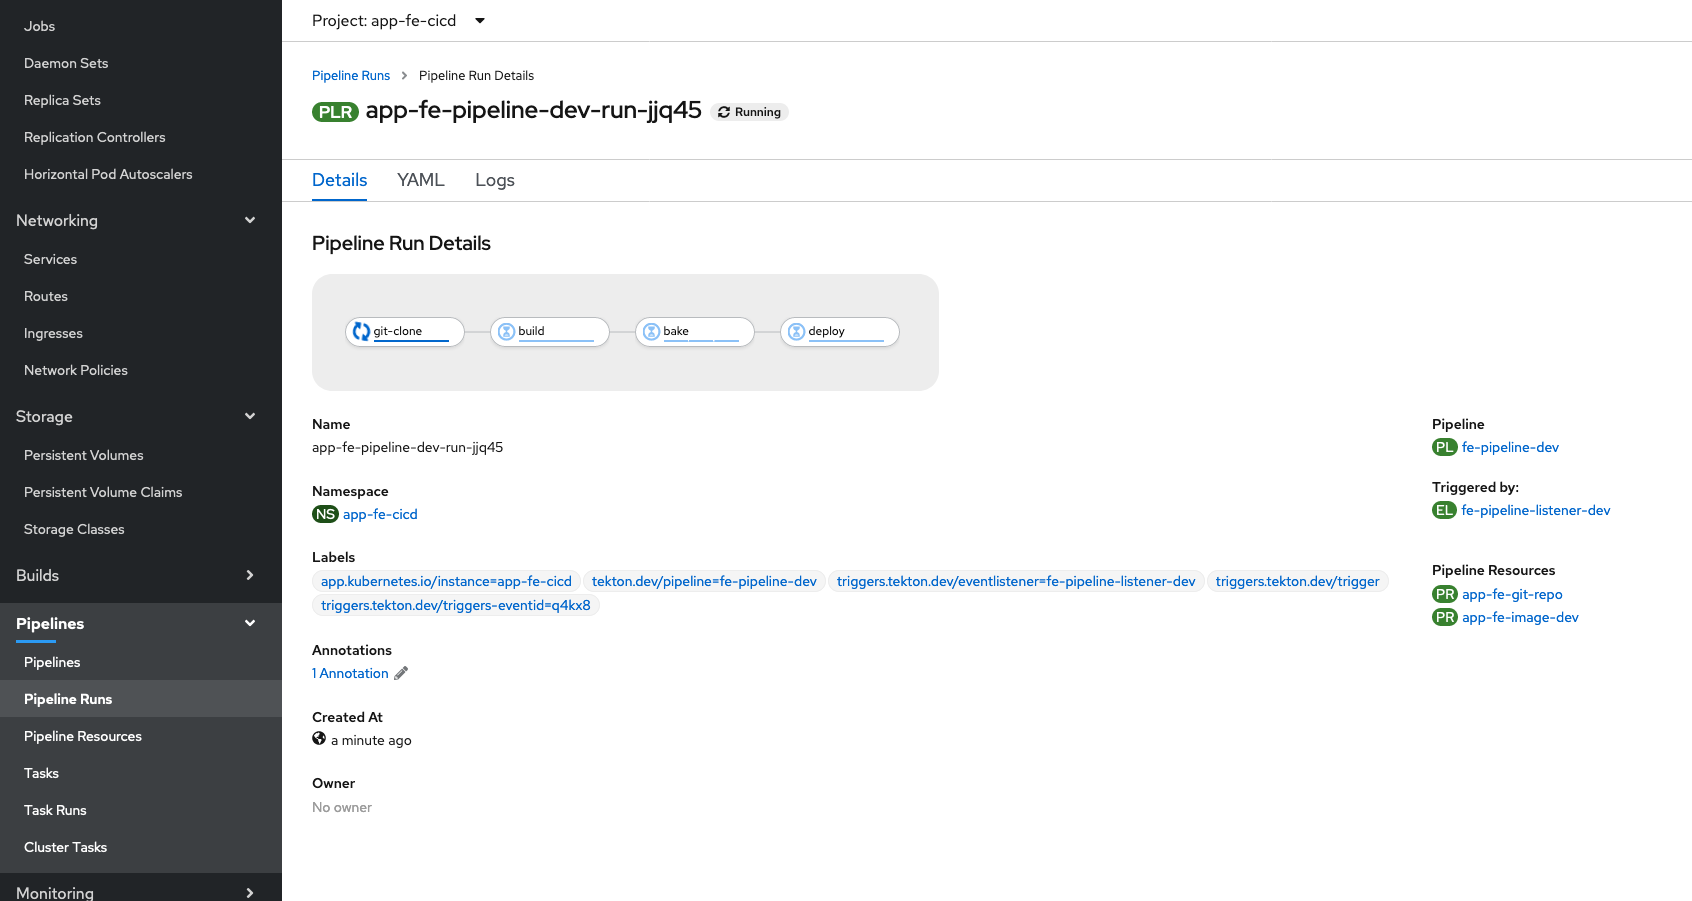 Jobs
Daemon Sets
Replica Sets
Replication Controllers
Horizontal Pod Autoscalers
Networking
Services
Routes
Ingresses
Network Policies
Storage
Persistent Volumes
Persistent Volume Claims
Storage Classes
Builds
Pipelines
Pipelines
Pipeline Runs
Pipeline Resources
Tasks
Task Runs
Cluster Tasks
Monitoring
Project: app-fe-cicd
Pipeline Runs > Pipeline Run Details
PLR app-fe-pipeline-dev-run-jjq45 Running
Details YAML Logs
Pipeline Run Details
git-clone build bake deploy
Name
app-fe-pipeline-dev-run-jjq45
Namespace
NS app-fe-cicd
Labels
app.kubernetes.io/instance=app-fe-cicd tekton.dev/pipeline=fe-pipeline-dev triggers.tekton.dev/eventlistener=fe-pipeline-listener-dev triggers.tekton.dev/trigger
triggers.tekton.dev/triggers-eventid=q4kx8
Annotations
1 Annotation
Created At
a minute ago
Owner
No owner
Pipeline
PL fe-pipeline-dev
Triggered by:
EL fe-pipeline-listener-dev
Pipeline Resources
PR app-fe-git-repo
PR app-fe-image-dev